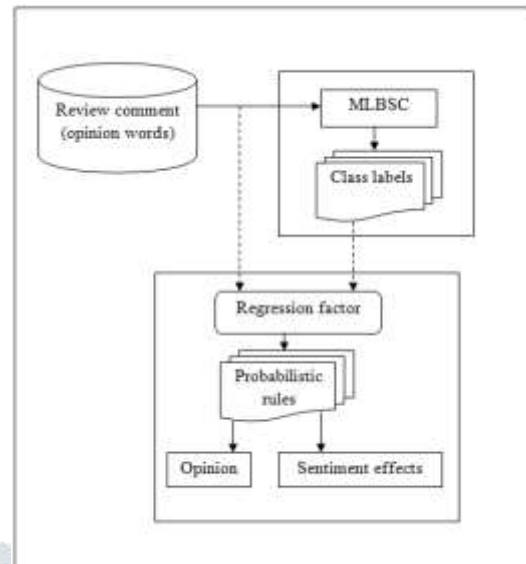 Review comment
(opinion words)
MLBSC
Class labels
Regression factor
Probabilistic
rules
Opinion
Sentiment effects